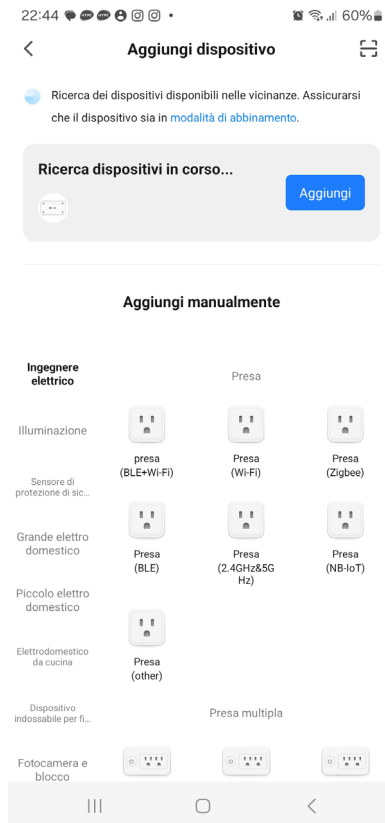 22:44 60%
Aggiungi dispositivo
Ricerca dei dispositivi disponibili nelle vicinanze. Assicurarsi
che il dispositivo sia in modalità di abbinamento.
Ricerca dispositivi in corso...
Aggiungi
Aggiungi manualmente
Ingegnere
elettrico
Illuminazione
Sensore di
protezione di sic...
Grande elettro
domestico
Piccolo elettro
domestico
Elettrodomestico
da cucina
Dispositivo
indossabile per fi...
Fotocamera e
blocco
Presa
presa
(BLE+Wi-Fi)
Presa
(Wi-Fi)
Presa
(Zigbee)
Presa
(BLE)
Presa
(2.4GHz&5G
Hz)
Presa
(NB-IoT)
Presa
(other)
Presa multipla